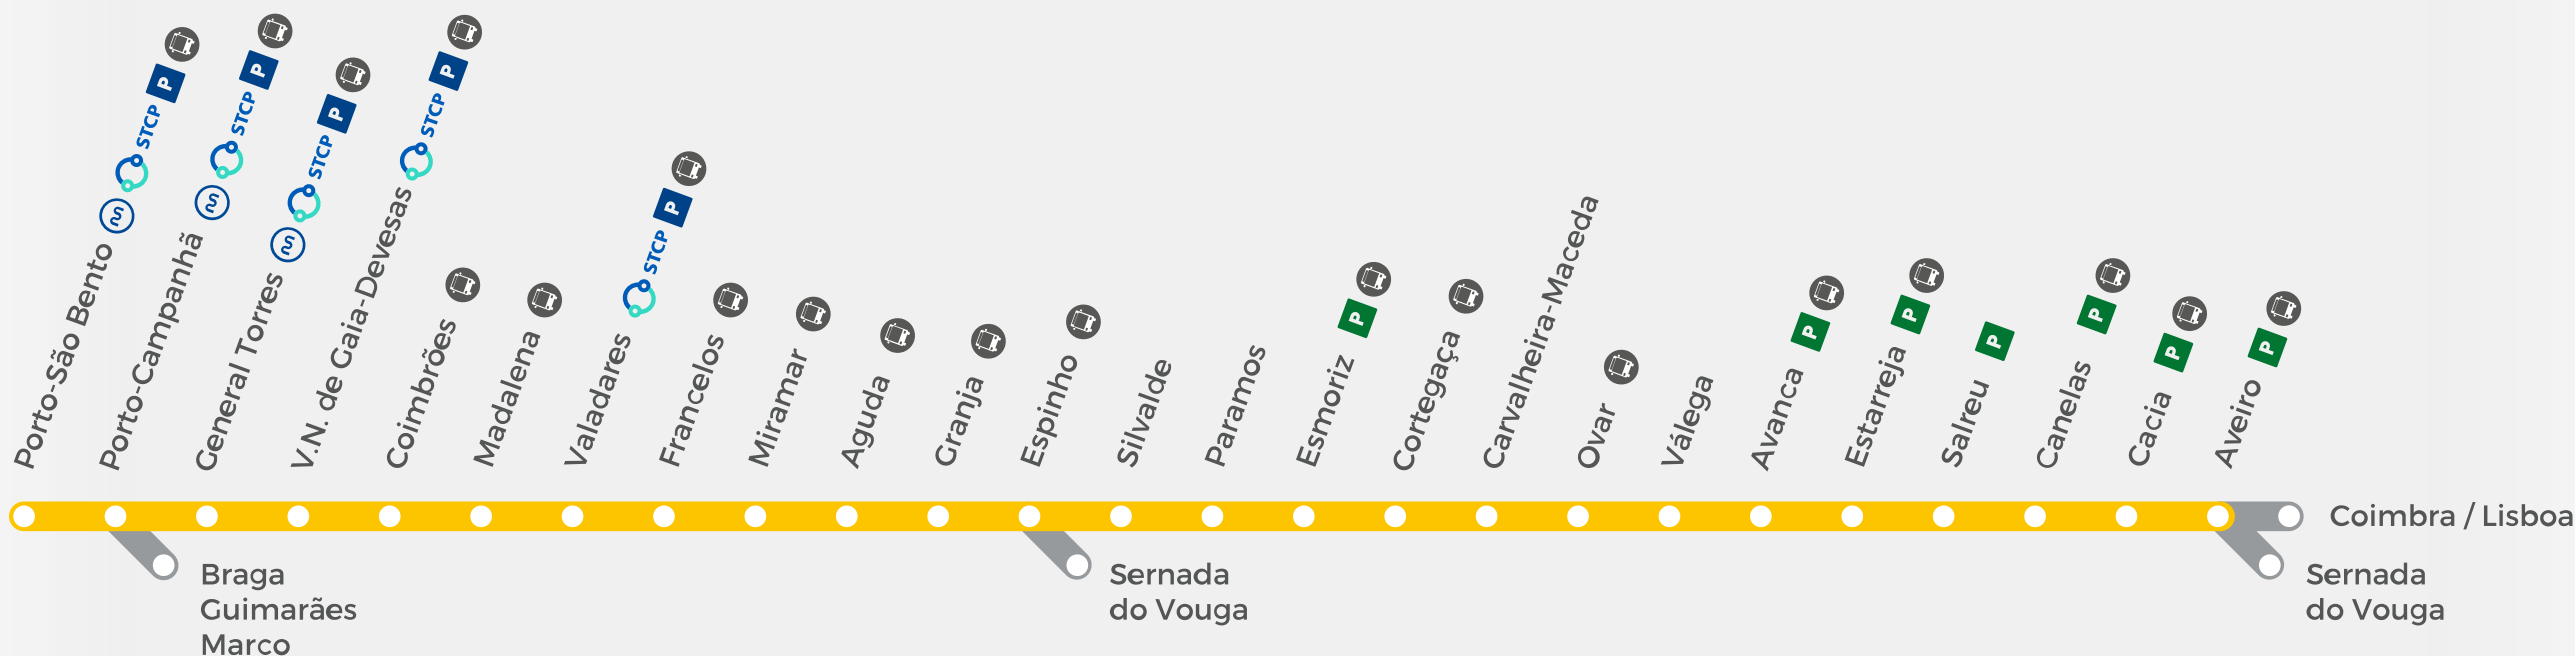 Porto-São Bento STCP P
Porto-Campanhã STCP P
General Torres STCP P
V.N. de Gaia-Devesas STCP P
Coimbrões
Madalena
Valadares STCP P
Francelos
Miramar
Aguda
Granja
Espinho
Silvalde
Paramos
Esmoriz P
Cortegaça
Carvalheira-Maceda
Ovar
Válega
Avanca P
Estarreja P
Salreu P
Canelas P
Cacia P
Aveiro P
Coimbra / Lisboa
Braga
Guimarães
Marco
Sernada
do Vouga
Sernada
do Vouga